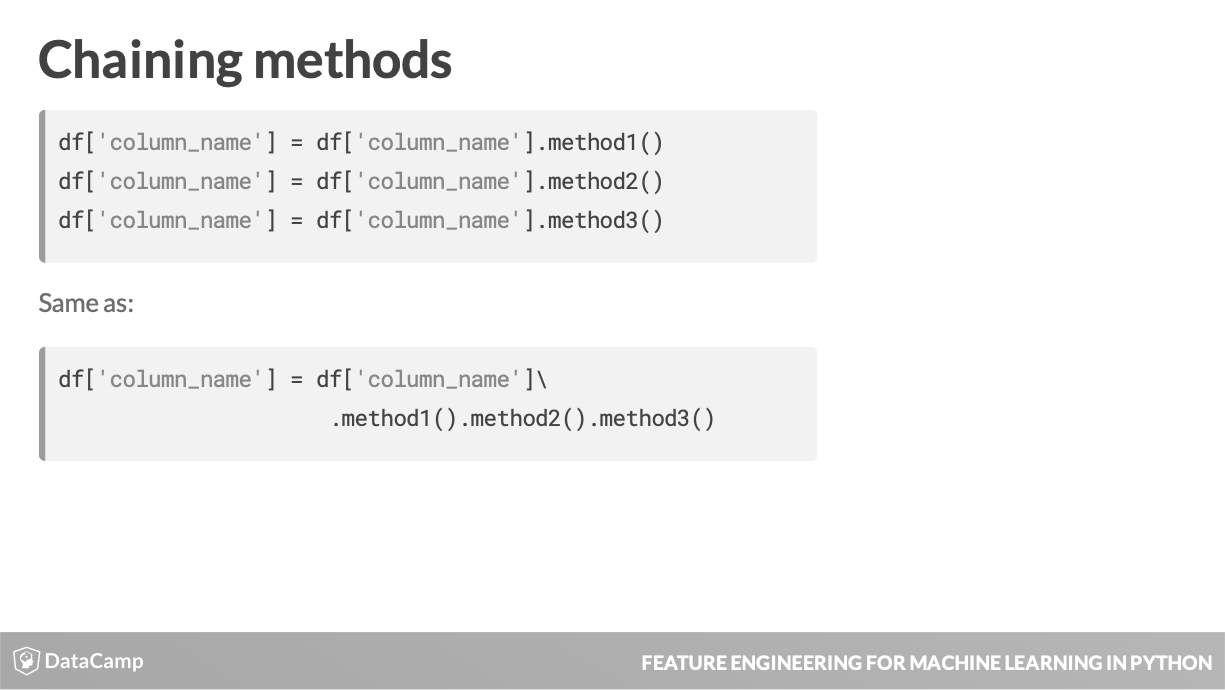 Chaining methods
df['column_name'] = df['column_name'].method1()
df['column_name'] = df['column_name'].method2()
df['column_name'] = df['column_name'].method3()
Same as:
df['column_name'] = df['column_name']\
.method1().method2().method3()
DataCamp
FEATURE ENGINEERING FOR MACHINE LEARNING IN PYTHON